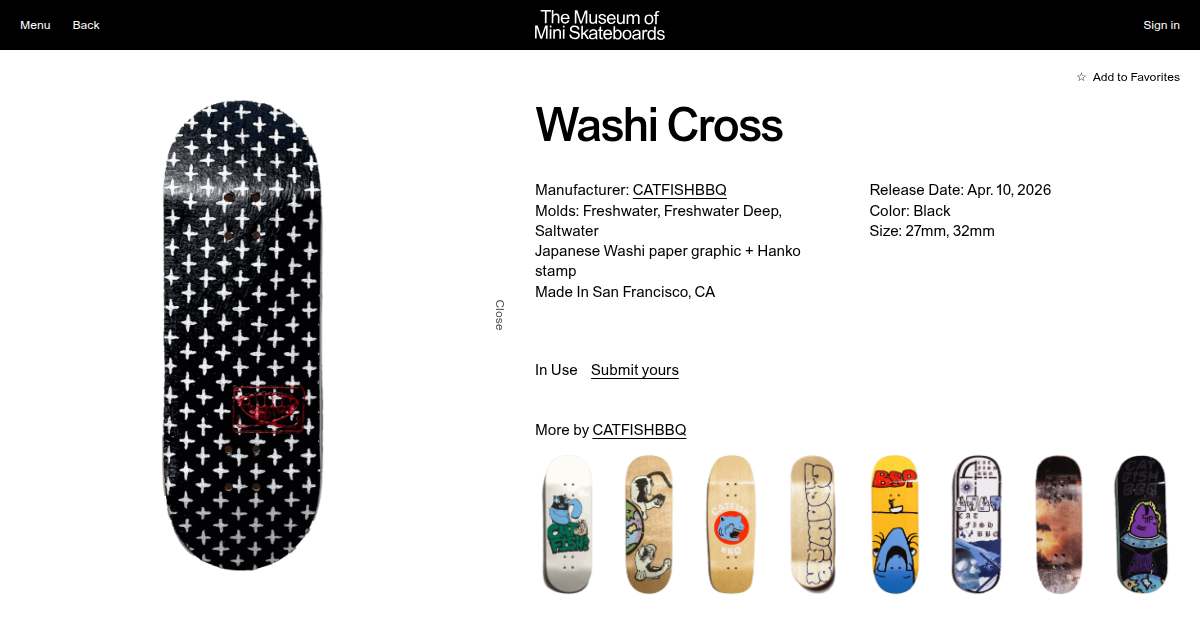 Menu
Back
The Museum of
Mini Skateboards
Sign in
☆ Add to Favorites
Washi Cross
Manufacturer: CATFISHBBQ
Molds: Freshwater, Freshwater Deep,
Saltwater
Japanese Washi paper graphic + Hanko
stamp
Made In San Francisco, CA
Release Date: Apr. 10, 2026
Color: Black
Size: 27mm, 32mm
Close
In Use
Submit yours
More by CATFISHBBQ